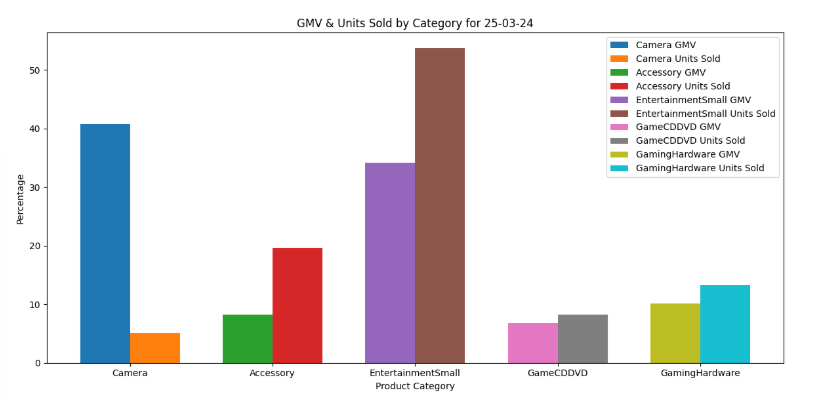 GMV & Units Sold by Category for 25-03-24
Percentage
50
40
30
20
10
0
Camera GMV
Camera Units Sold
Accessory GMV
Accessory Units Sold
EntertainmentSmall GMV
EntertainmentSmall Units Sold
GameCDDVD GMV
GameCDDVD Units Sold
GamingHardware GMV
GamingHardware Units Sold
Camera
Accessory
EntertainmentSmall
GameCDDVD
GamingHardware
Product Category